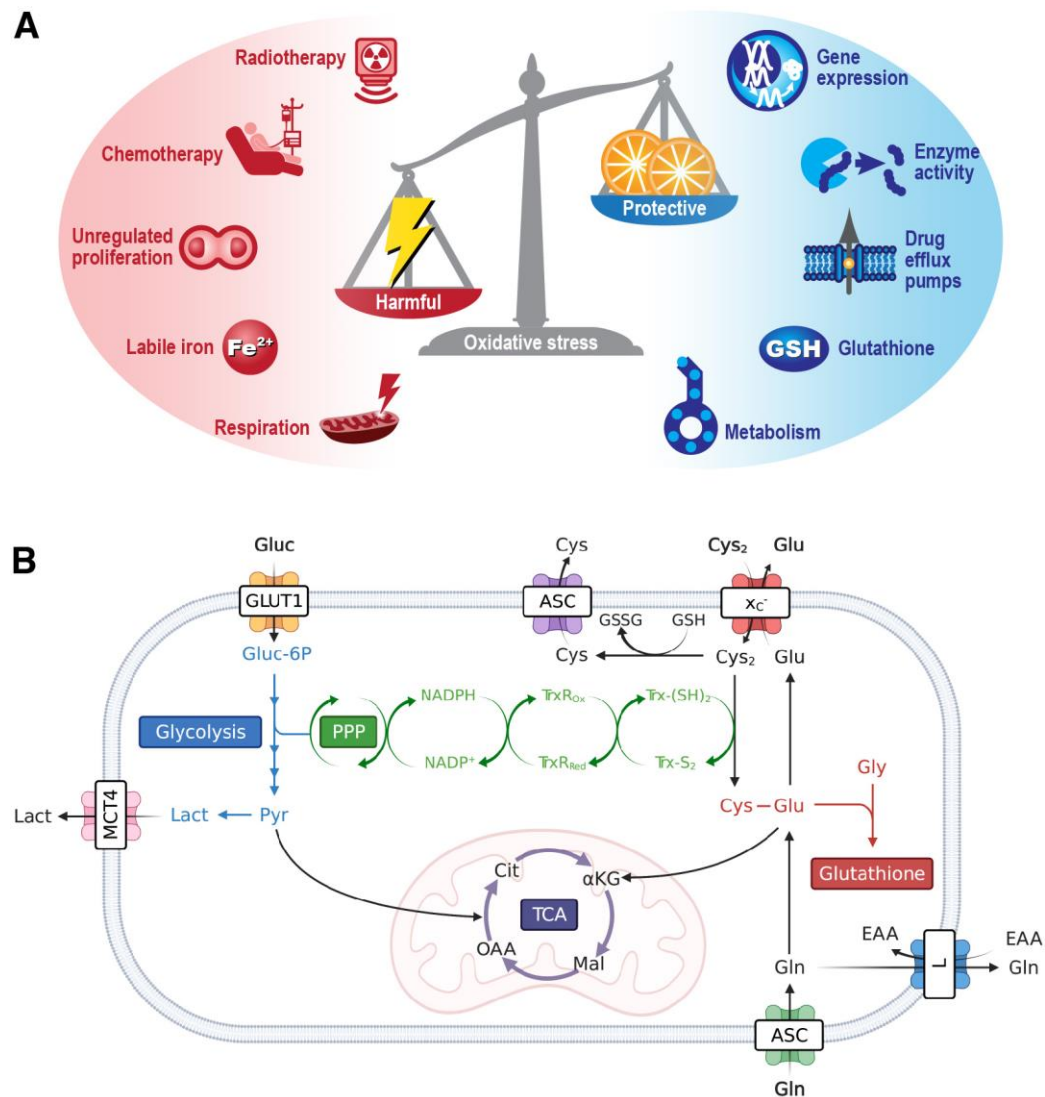 A
Radiotherapy
Chemotherapy
Unregulated
proliferation
Labile iron
Fe²⁺
Respiration
Harmful
Protective
Oxidative stress
Gene
expression
Enzyme
activity
Drug
efflux
pumps
GSH
Glutathione
Metabolism
B
Gluc
Cys
Cys₂
Glu
GLUT1
ASC
x_C⁻
GSSG
GSH
Gluc-6P
Cys
Cys₂
Glu
NADPH
TrxR_Ox
Trx-(SH)₂
Glycolysis
PPP
NADP⁺
TrxR_Red
Trx-S₂
Gly
MCT4
Lact
Lact
Pyr
Cys – Glu
Glutathione
Cit
αKG
TCA
OAA
Mal
EAA
EAA
L
Gln
Gln
ASC
Gln